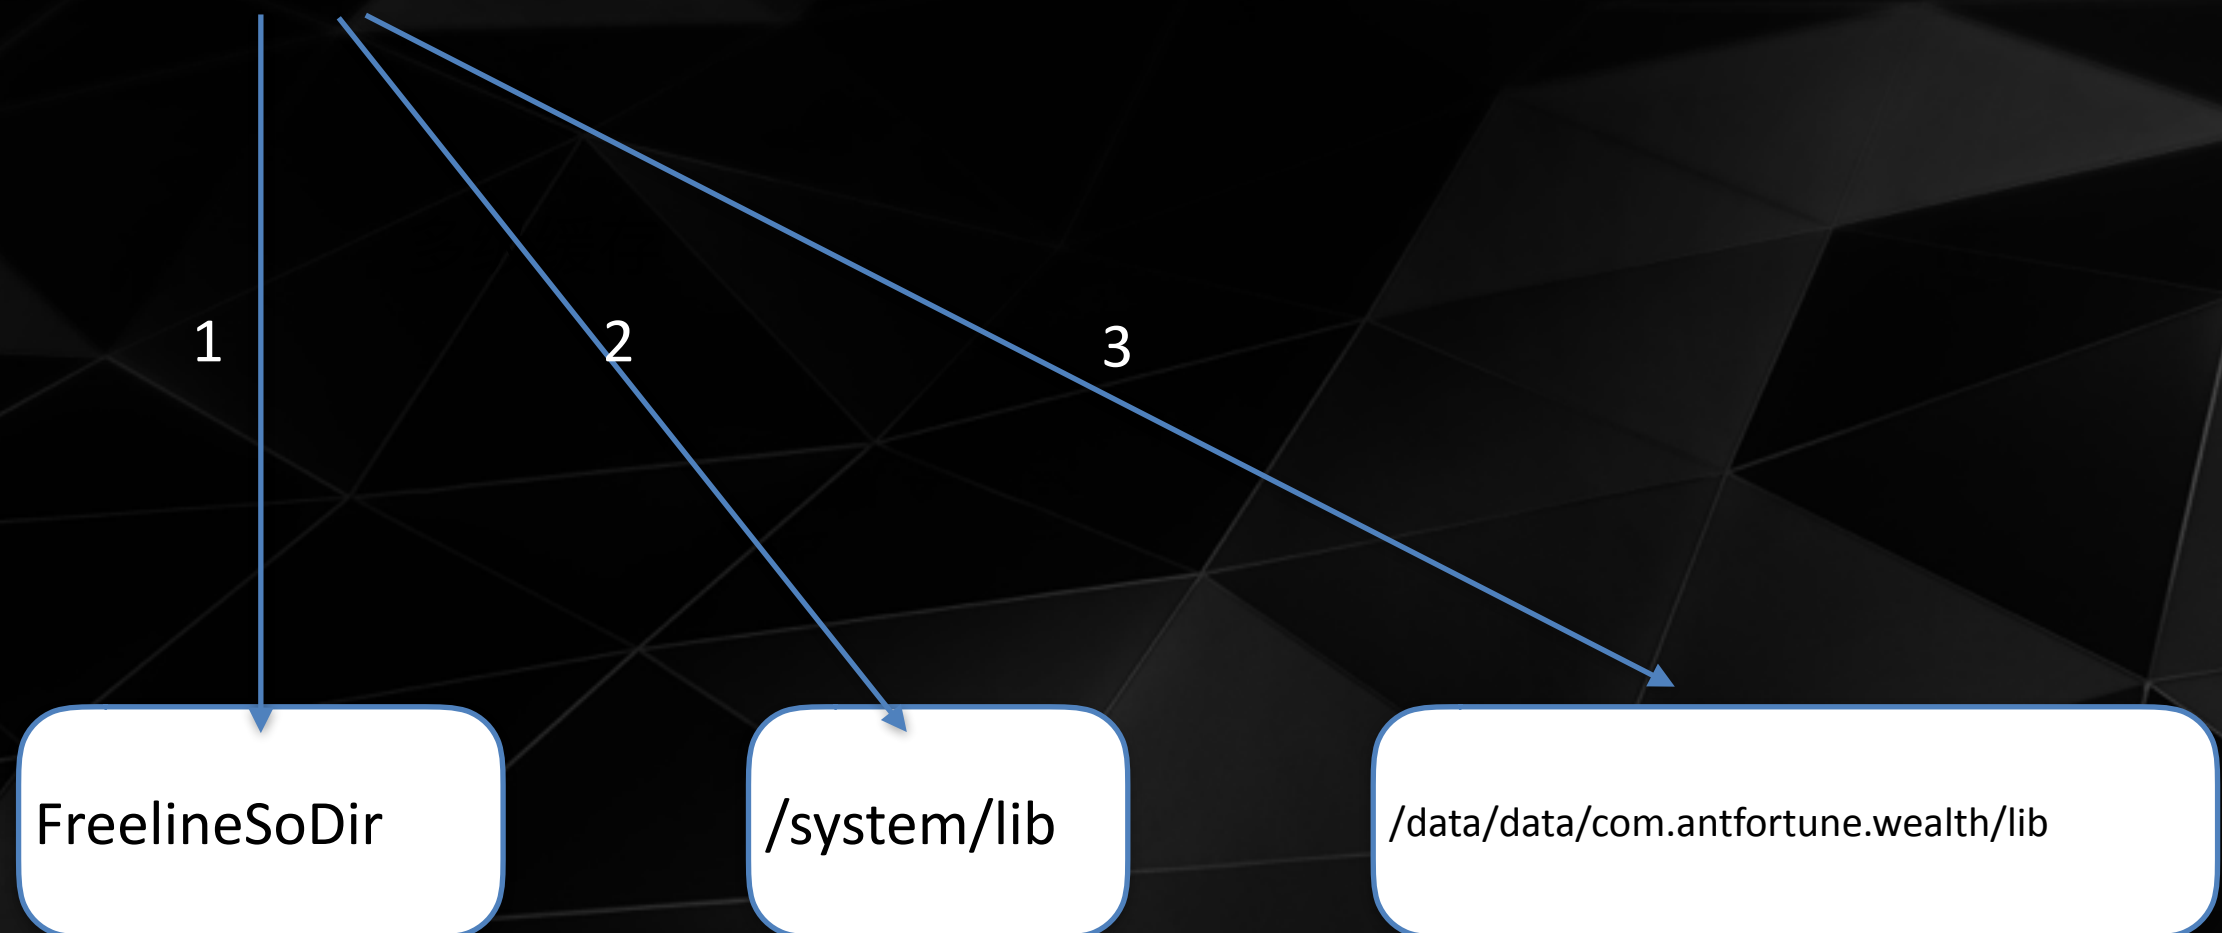 1
2
3
FreelineSoDir
/system/lib
/data/data/com.antfortune.wealth/lib